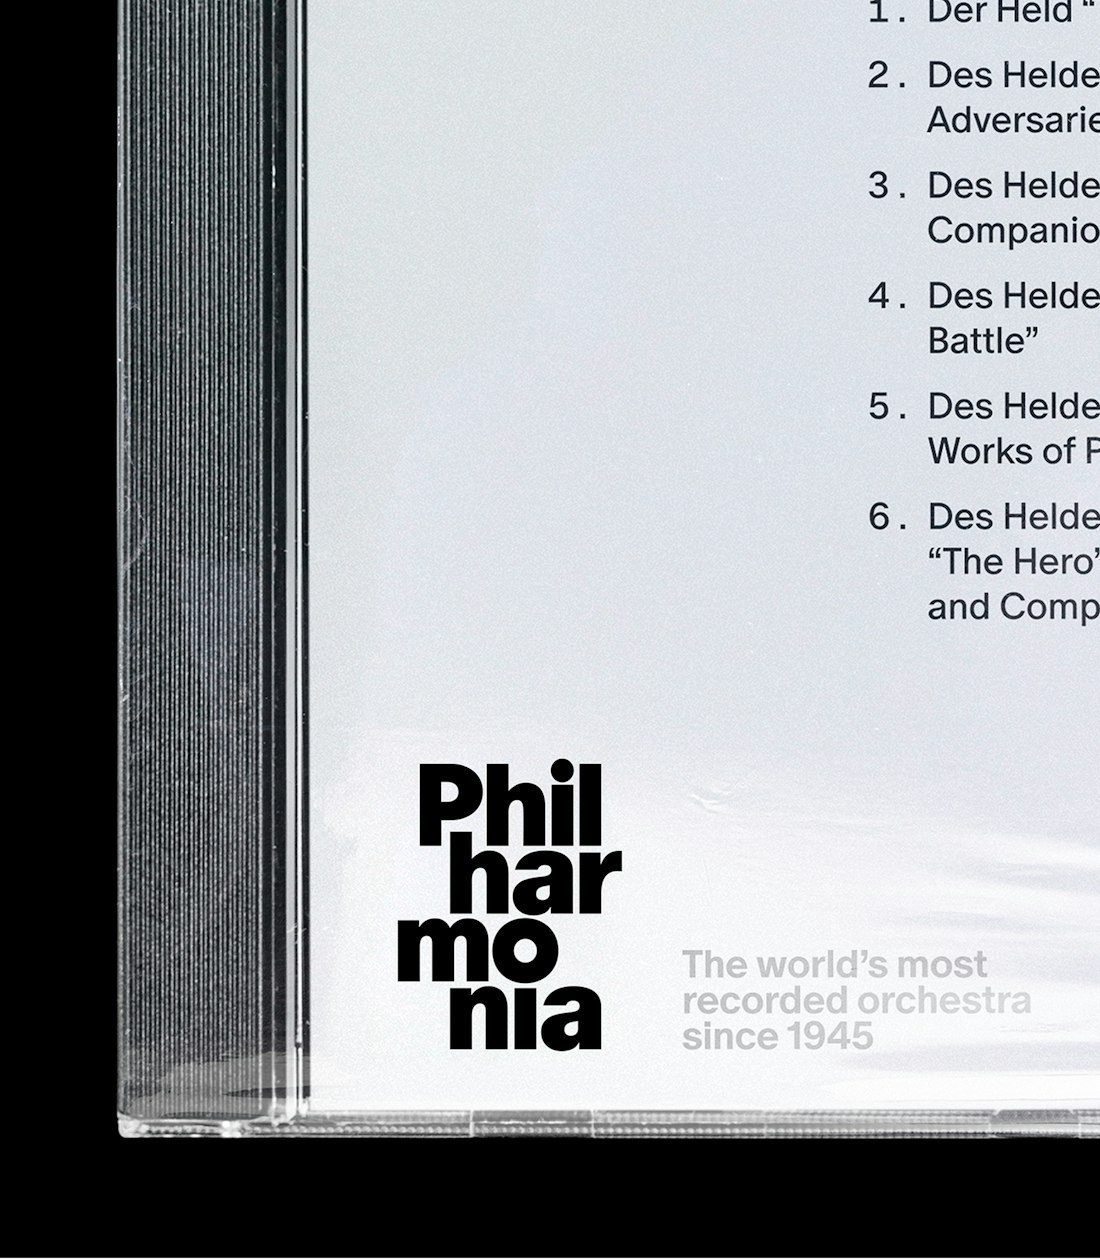 1. Der Held “
2. Des Helde
Adversarie
3. Des Helde
Companio
4. Des Helde
Battle”
5. Des Helde
Works of P
6. Des Helde
“The Hero”
and Comp
Phil
har
mo
nia
The world’s most
recorded orchestra
since 1945